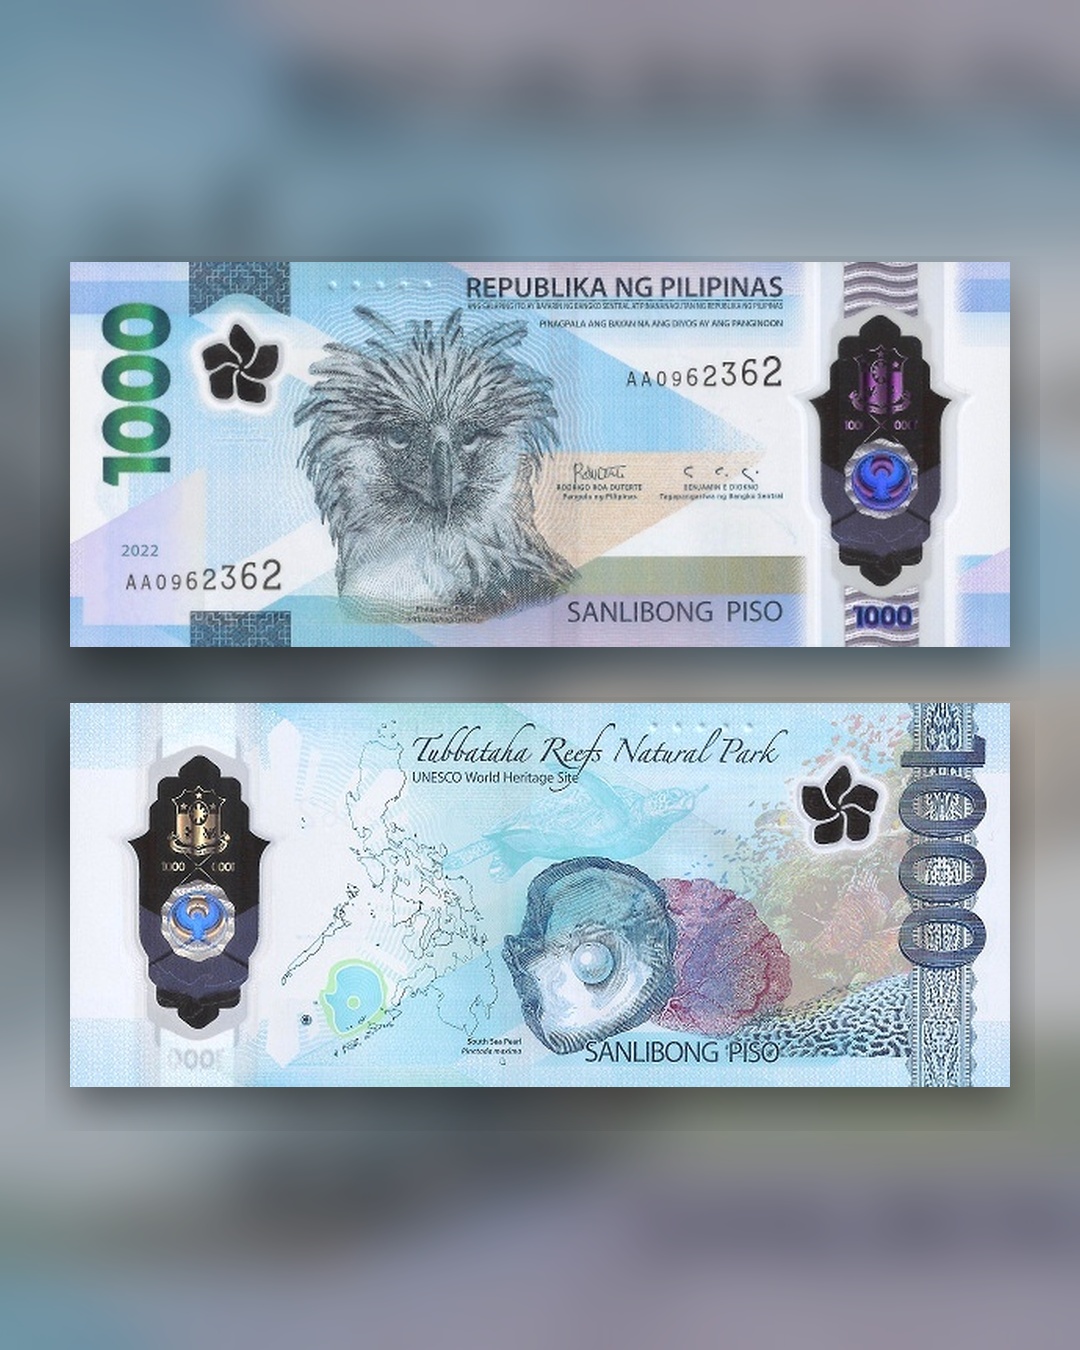 1000
REPUBLIKA NG PILIPINAS
PINAGPALA ANG BAYAN NA ANG DIYOS AY ANG PANGINOON
AA0962362
RODRIGO ROA DUTERTE
Pangulo ng Pilipinas
BENJAMIN E DIOKNO
Tagapangasiwa ng Bangko Sentral
2022
AA0962362
SANLIBONG PISO
1000
Tubbataha Reefs Natural Park
UNESCO World Heritage Site
1000
1000
South Sea Pearl
Pinctada maxima
SANLIBONG PISO